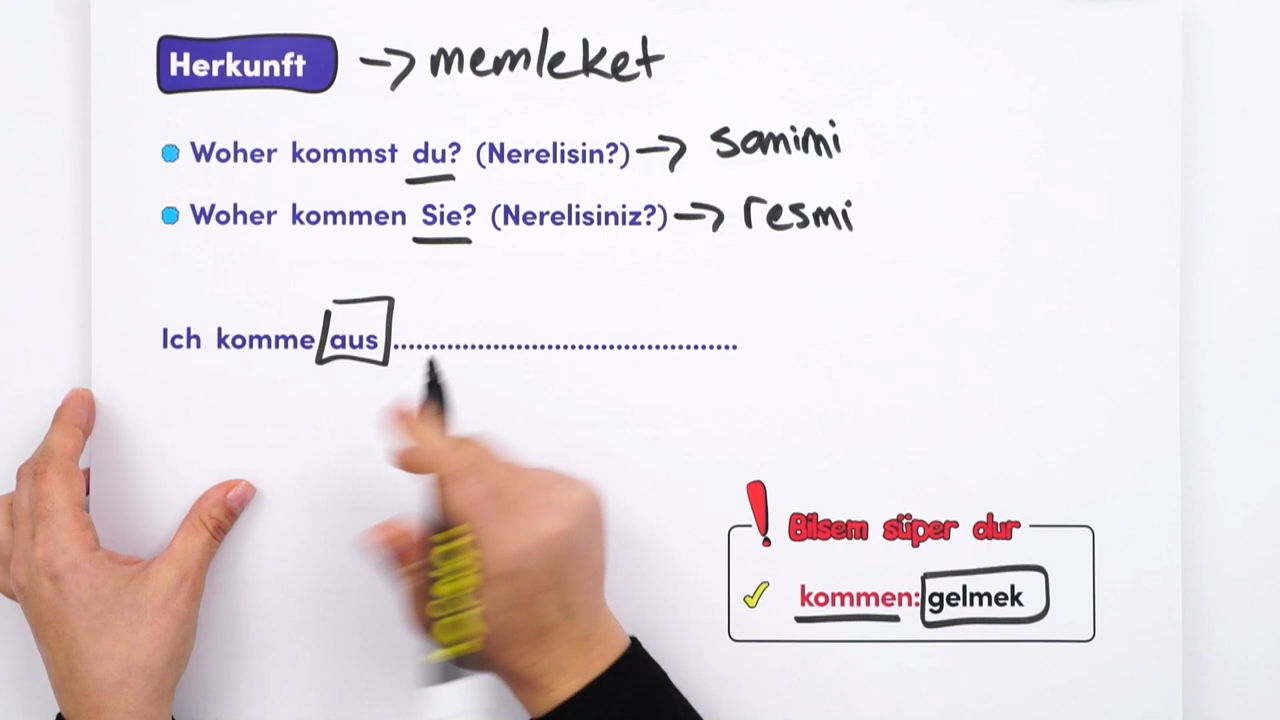 Herkunft → memleket
Woher kommst du? (Nerelisin?) → samimi
Woher kommen Sie? (Nerelisiniz?) → resmi
Ich komme aus ............................................
Bilsem süper olur
kommen: gelmek